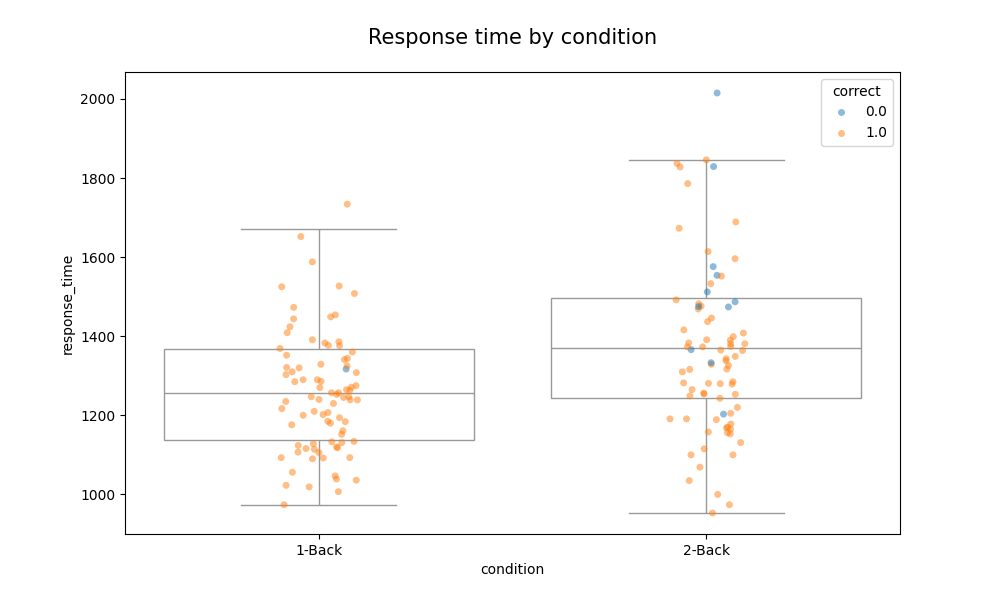 Response time by condition
correct
0.0
1.0
2000
1800
1600
1400
1200
1000
response_time
1-Back
2-Back
condition